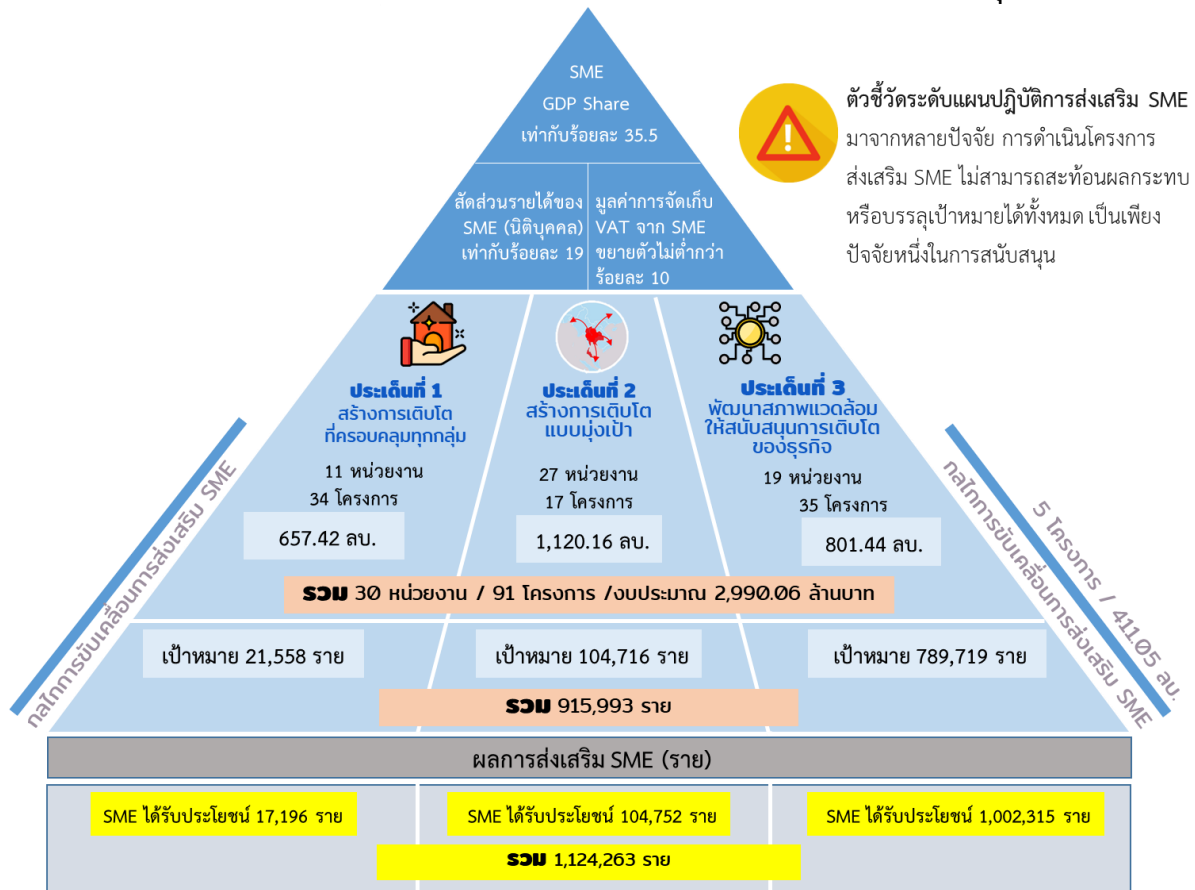 SME
GDP Share
เท่ากับร้อยละ 35.5
สัดส่วนรายได้ของ
SME (นิติบุคคล)
เท่ากับร้อยละ 19
มูลค่าการจัดเก็บ
VAT จาก SME
ขยายตัวไม่ต่ำกว่า
ร้อยละ 10
ตัวชี้วัดระดับแผนปฏิบัติการส่งเสริม SME
มาจากหลายปัจจัย การดำเนินโครงการ
ส่งเสริม SME ไม่สามารถสะท้อนผลกระทบ
หรือบรรลุเป้าหมายได้ทั้งหมด เป็นเพียง
ปัจจัยหนึ่งในการสนับสนุน
ประเด็นที่ 1
สร้างการเติบโต
ที่ครอบคลุมทุกกลุ่ม
11 หน่วยงาน
34 โครงการ
657.42 ลบ.
ประเด็นที่ 2
สร้างการเติบโต
แบบมุ่งเป้า
27 หน่วยงาน
17 โครงการ
1,120.16 ลบ.
ประเด็นที่ 3
พัฒนาสภาพแวดล้อม
ให้สนับสนุนการเติบโต
ของธุรกิจ
19 หน่วยงาน
35 โครงการ
801.44 ลบ.
กลไกการขับเคลื่อนการส่งเสริม SME
5 โครงการ / 411.05 ลบ.
กลไกการขับเคลื่อนการส่งเสริม SME
รวม 30 หน่วยงาน / 91 โครงการ /งบประมาณ 2,990.06 ล้านบาท
เป้าหมาย 21,558 ราย
เป้าหมาย 104,716 ราย
เป้าหมาย 789,719 ราย
รวม 915,993 ราย
ผลการส่งเสริม SME (ราย)
SME ได้รับประโยชน์ 17,196 ราย
SME ได้รับประโยชน์ 104,752 ราย
SME ได้รับประโยชน์ 1,002,315 ราย
รวม 1,124,263 ราย